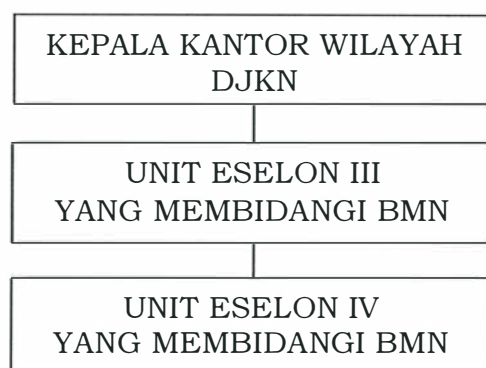 KEPALA KANTOR WILAYAH
DJKN
UNIT ESELON III
YANG MEMBIDANGI BMN
UNIT ESELON IV
YANG MEMBIDANGI BMN